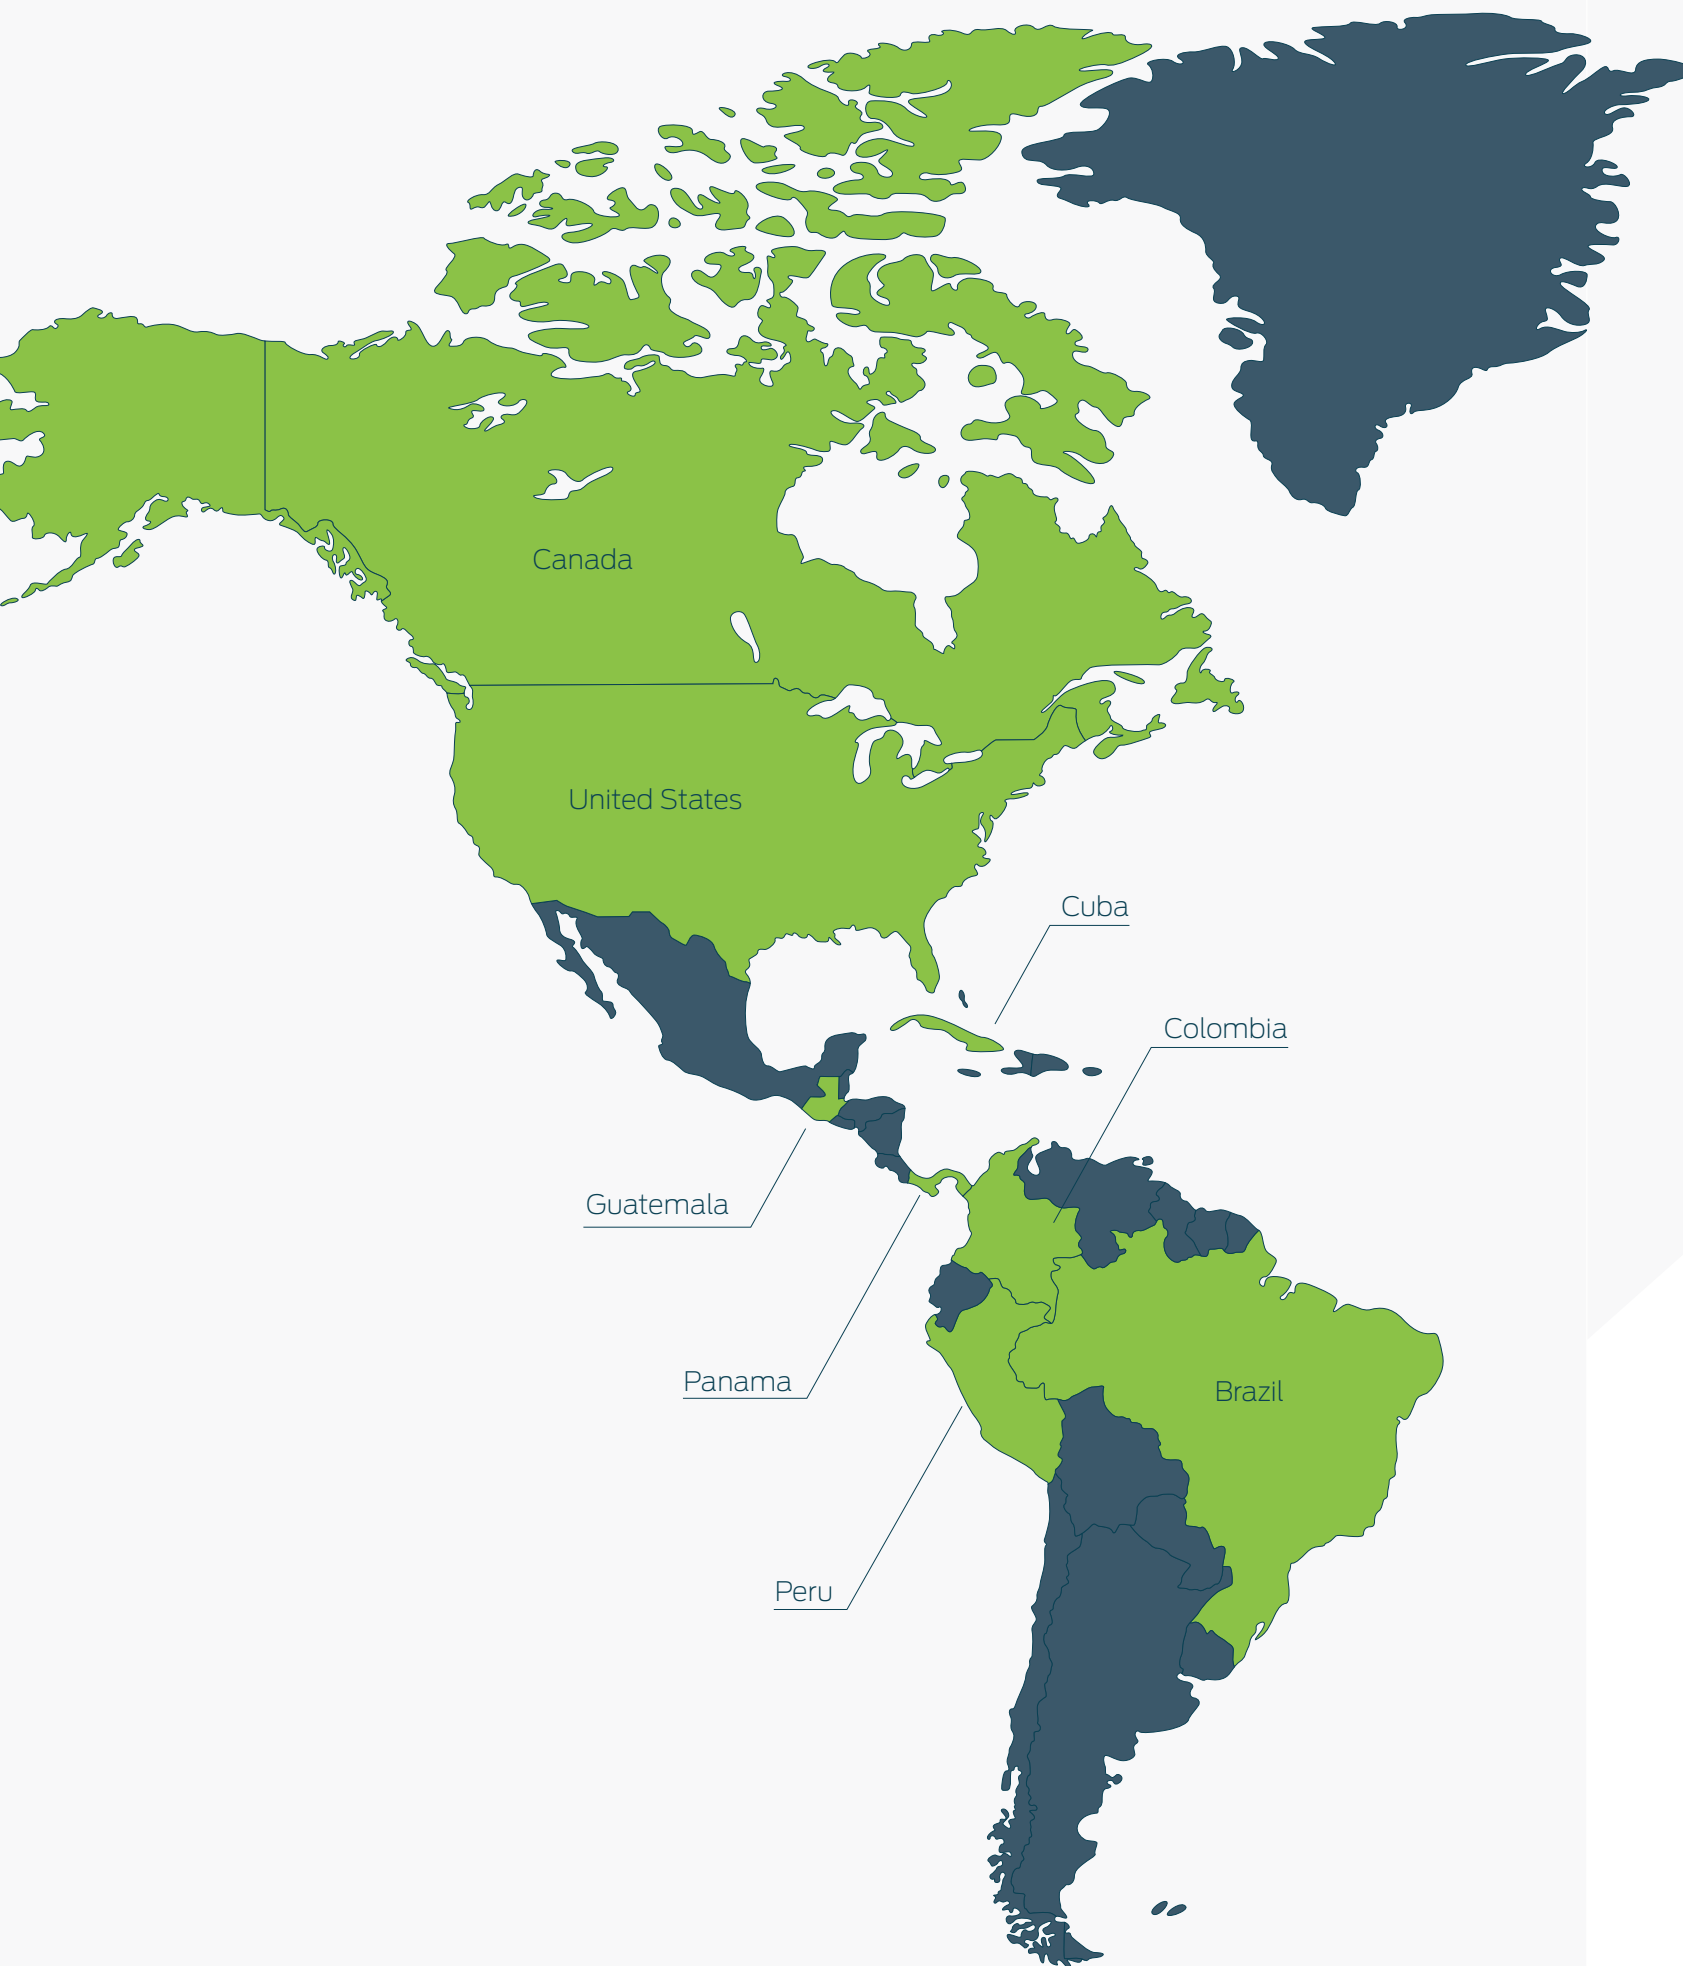 Canada
United States
Cuba
Colombia
Guatemala
Panama
Brazil
Peru